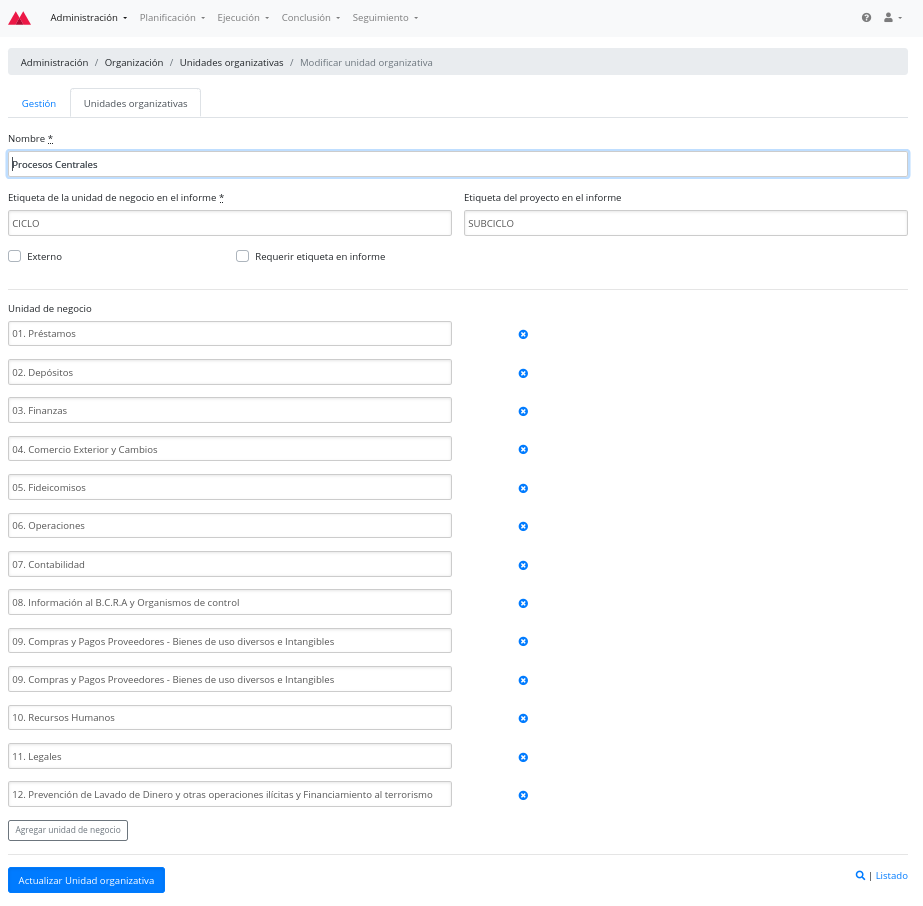 Administración Planificación Ejecución Conclusión Seguimiento
Administración / Organización / Unidades organizativas / Modificar unidad organizativa
Gestión Unidades organizativas
Nombre *
Procesos Centrales
Etiqueta de la unidad de negocio en el informe * Etiqueta del proyecto en el informe
CICLO SUBCICLO
Externo Requerir etiqueta en informe
Unidad de negocio
01. Préstamos
02. Depósitos
03. Finanzas
04. Comercio Exterior y Cambios
05. Fideicomisos
06. Operaciones
07. Contabilidad
08. Información al B.C.R.A y Organismos de control
09. Compras y Pagos Proveedores - Bienes de uso diversos e Intangibles
09. Compras y Pagos Proveedores - Bienes de uso diversos e Intangibles
10. Recursos Humanos
11. Legales
12. Prevención de Lavado de Dinero y otras operaciones ilícitas y Financiamiento al terrorismo
Agregar unidad de negocio
Actualizar Unidad organizativa | Listado